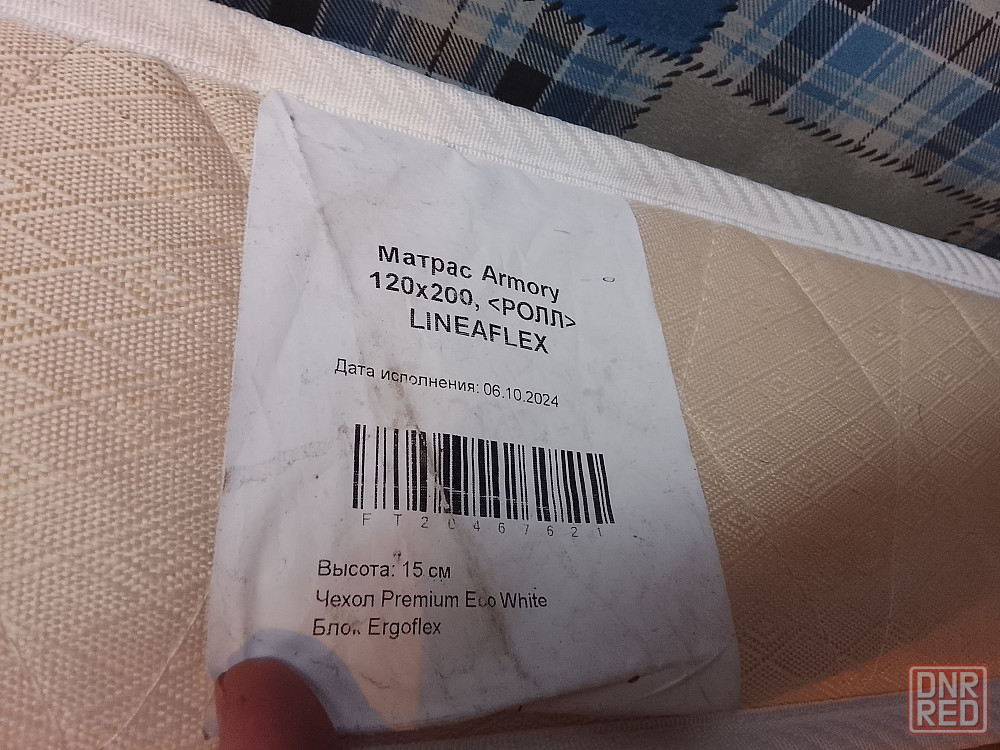 Матрас Armory
120x200, <РОЛЛ>
LINEAFLEX
Дата исполнения: 06.10.2024
FT20467621
Высота: 15 см
Чехол Premium Eco White
Блок Ergoflex
DNR
RED